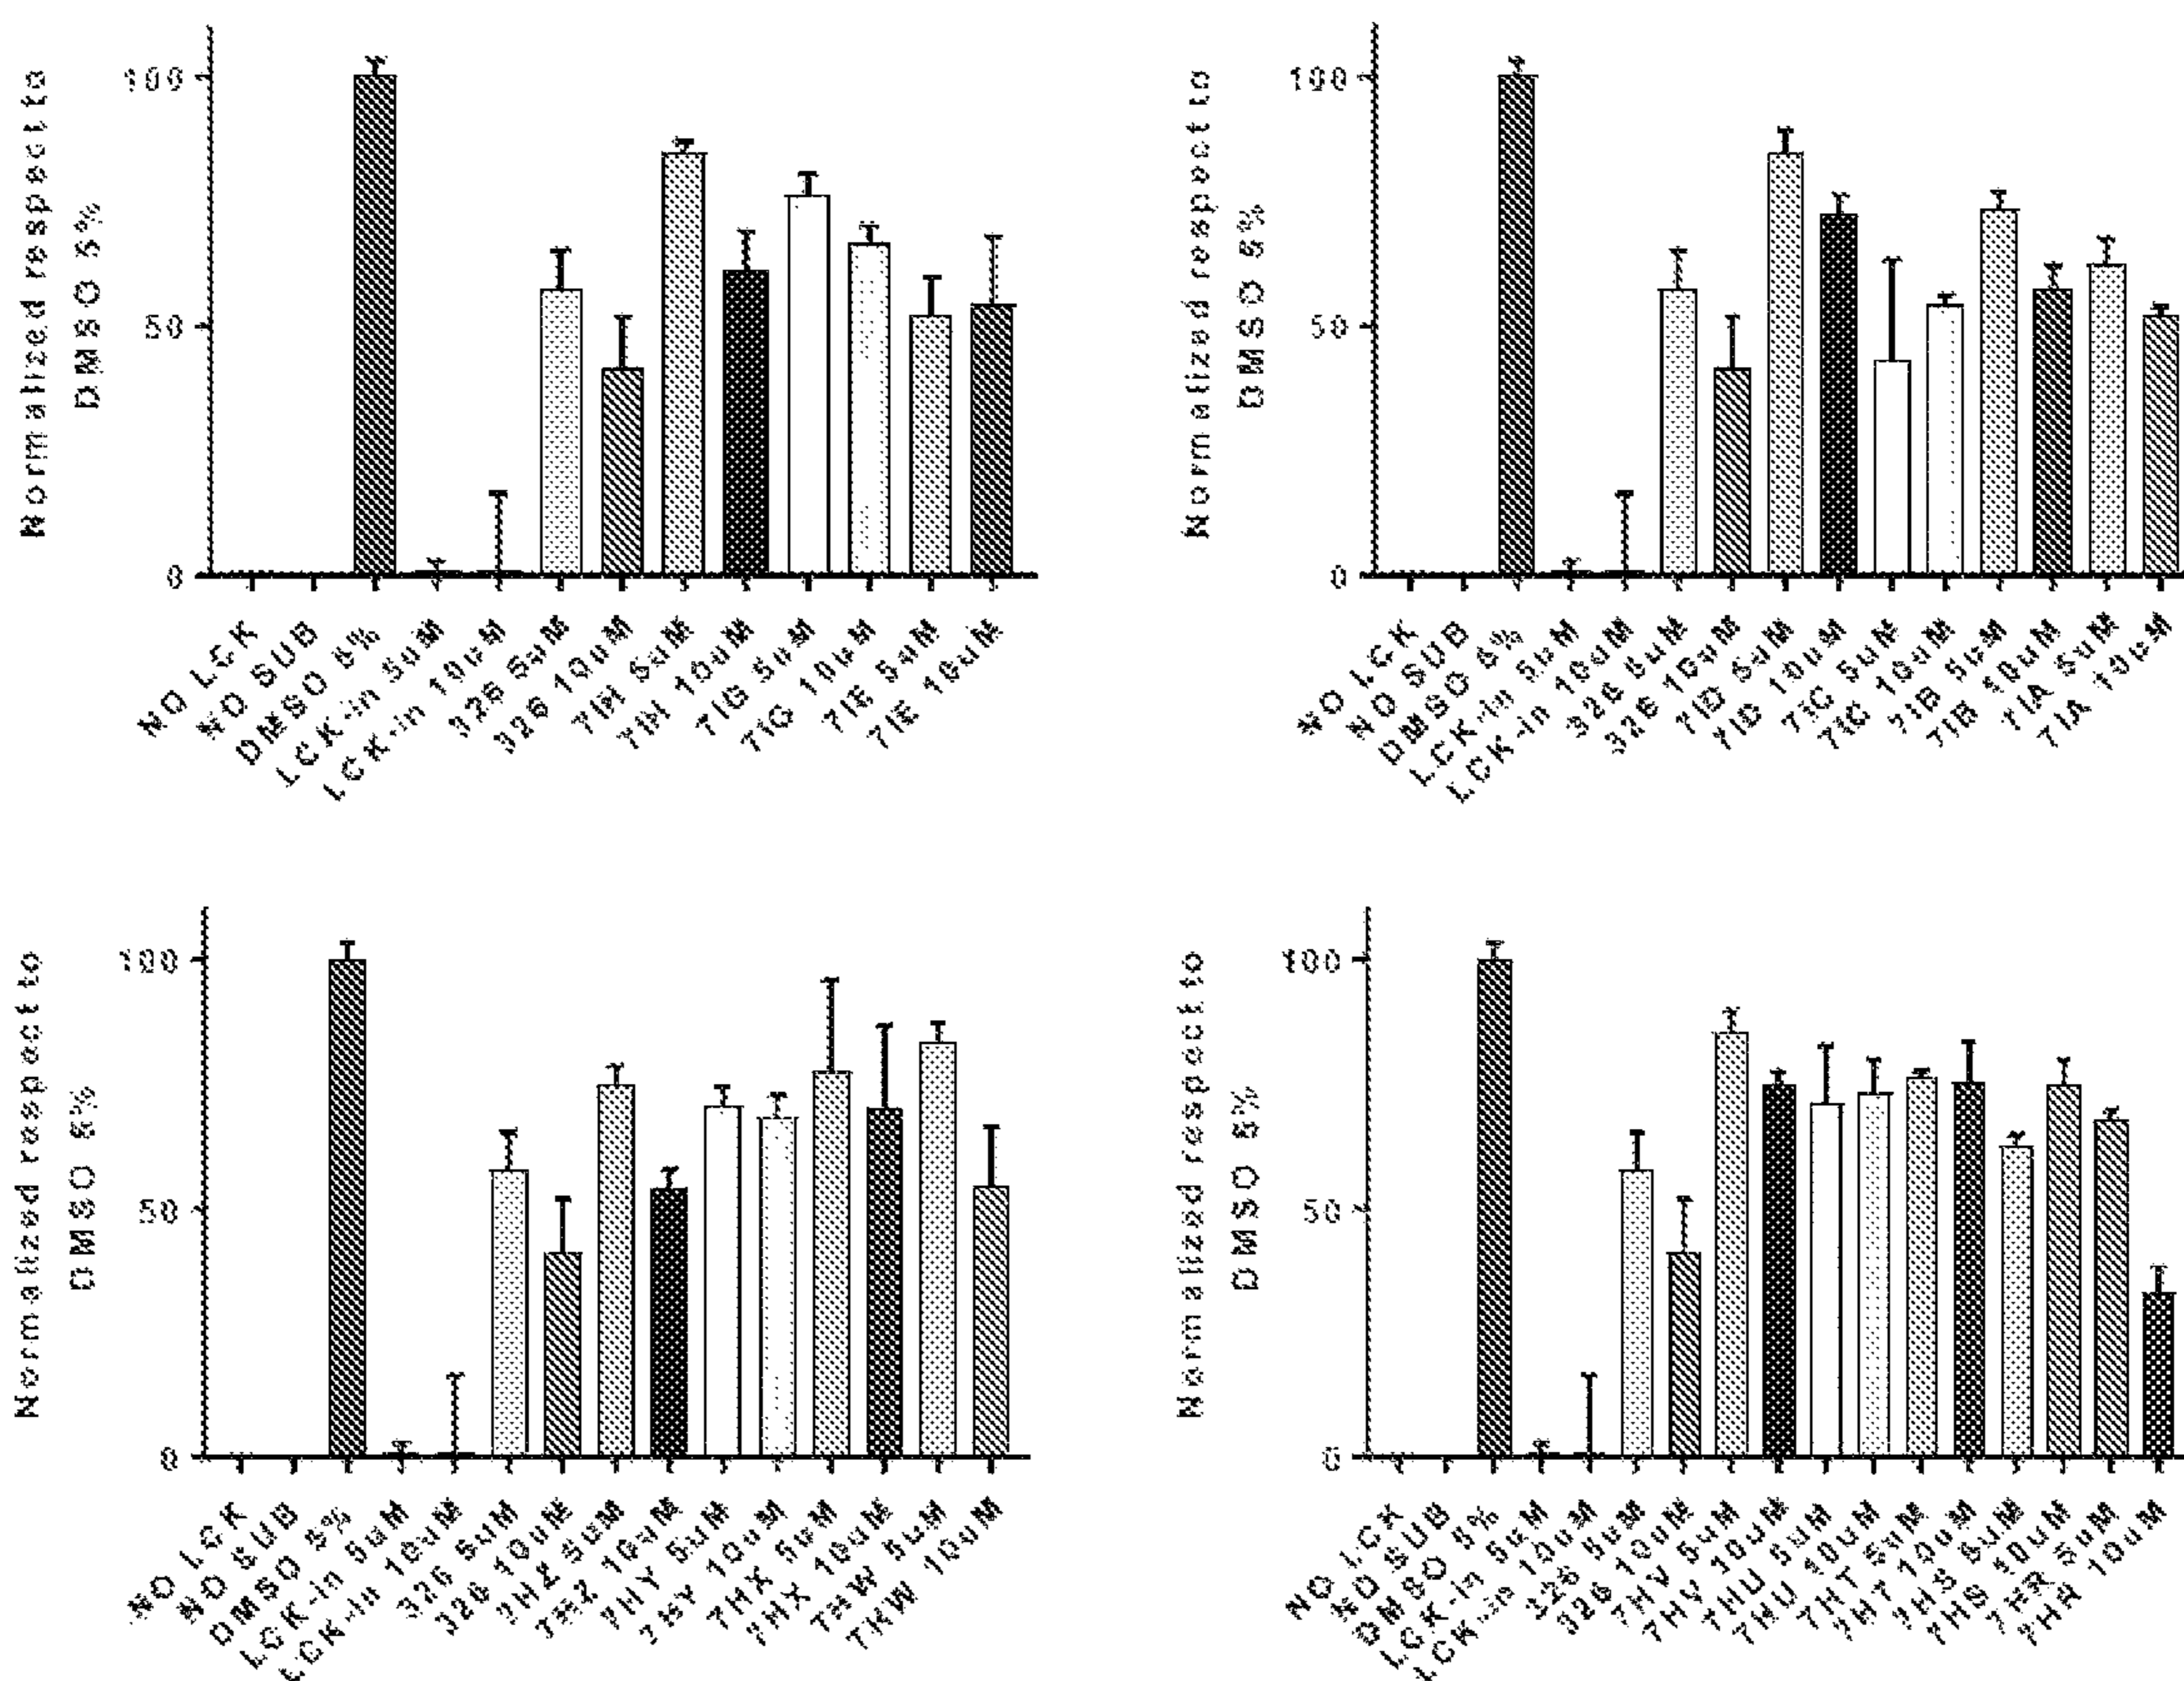 Normalized respect to
DMSO 5%
100
50
0
NO LCK
NO SUB
DMSO 5%
LCK-in 5uM
LCK-in 10uM
326 5uM
326 10uM
7IH 5uM
7IH 10uM
7IG 5uM
7IG 10uM
7IE 5uM
7IE 10uM
Normalized respect to
DMSO 5%
100
50
0
NO LCK
NO SUB
DMSO 5%
LCK-in 5uM
LCK-in 10uM
326 5uM
326 10uM
7ID 5uM
7ID 10uM
7IC 5uM
7IC 10uM
7IB 5uM
7IB 10uM
7IA 5uM
7IA 10uM
Normalized respect to
DMSO 5%
100
50
0
NO LCK
NO SUB
DMSO 5%
LCK-in 5uM
LCK-in 10uM
326 5uM
326 10uM
7HZ 5uM
7HZ 10uM
7HY 5uM
7HY 10uM
7HX 5uM
7HX 10uM
7HW 5uM
7HW 10uM
Normalized respect to
DMSO 5%
100
50
0
NO LCK
NO SUB
DMSO 5%
LCK-in 5uM
LCK-in 10uM
326 5uM
326 10uM
7HV 5uM
7HV 10uM
7HU 5uM
7HU 10uM
7HT 5uM
7HT 10uM
7HS 5uM
7HS 10uM
7HR 5uM
7HR 10uM